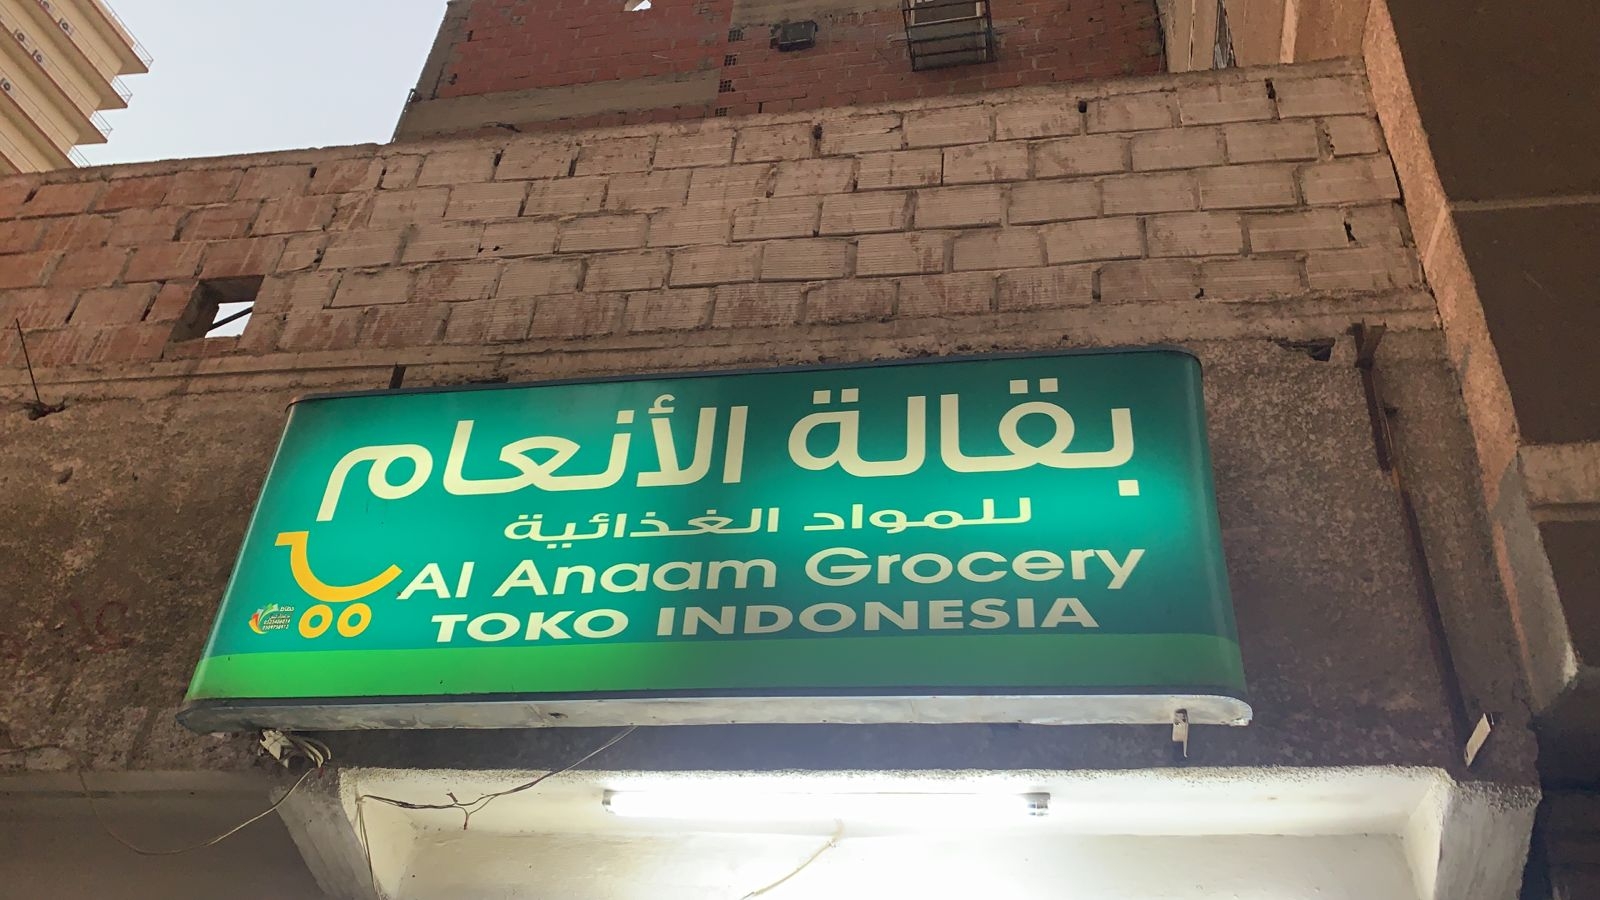 بقالة الأنعام
للمواد الغذائية
Al Anaam Grocery
TOKO INDONESIA